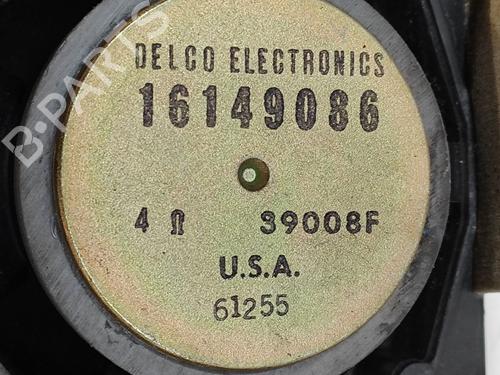 DELCO ELECTRONICS
16149086
4 Ω 39008F
U.S.A.
61255
B-PARTS